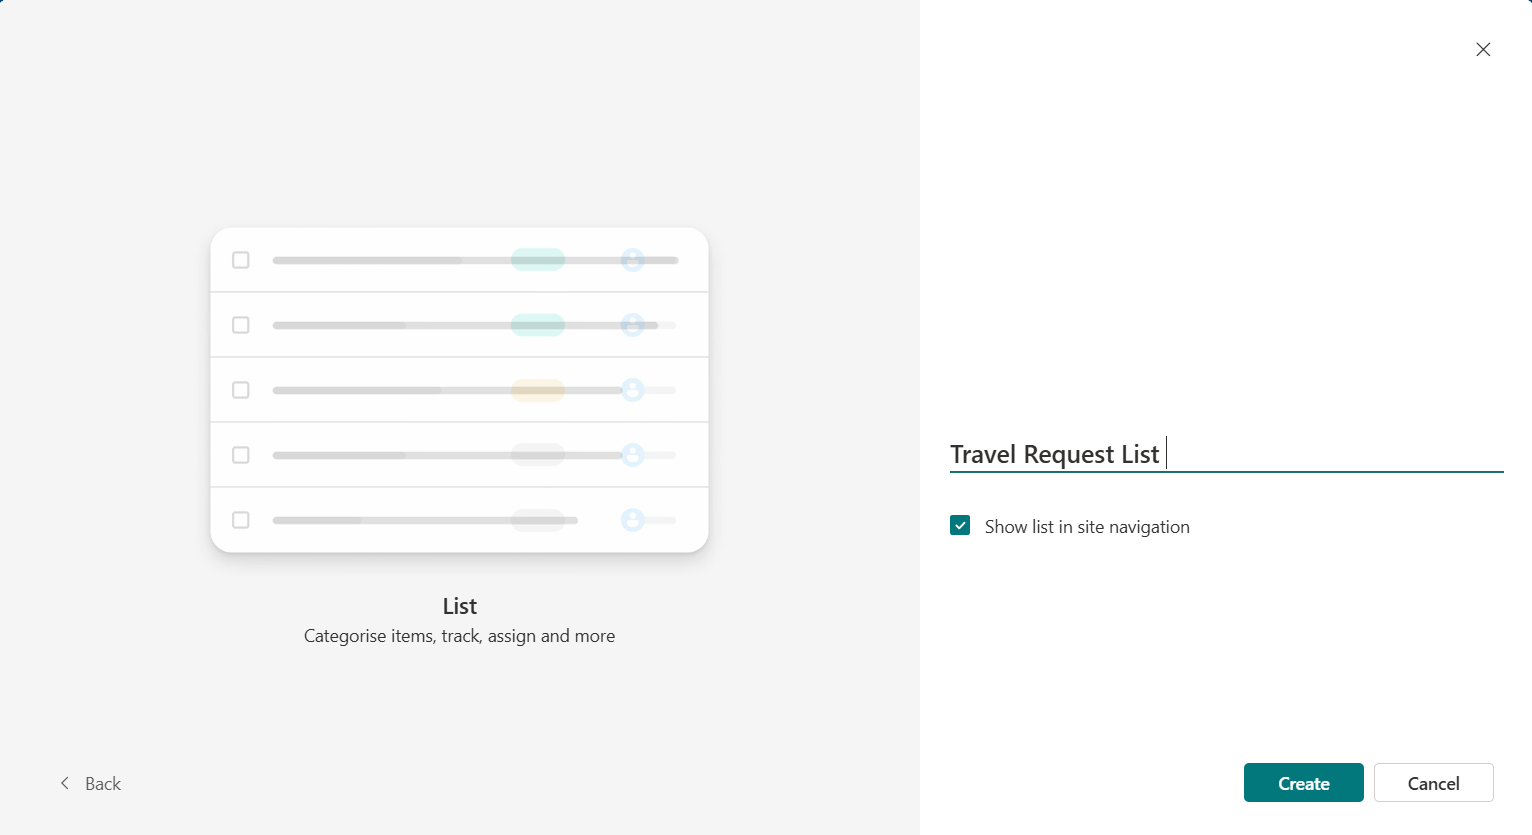 List
Categorise items, track, assign and more
Back
Travel Request List
Show list in site navigation
Create
Cancel